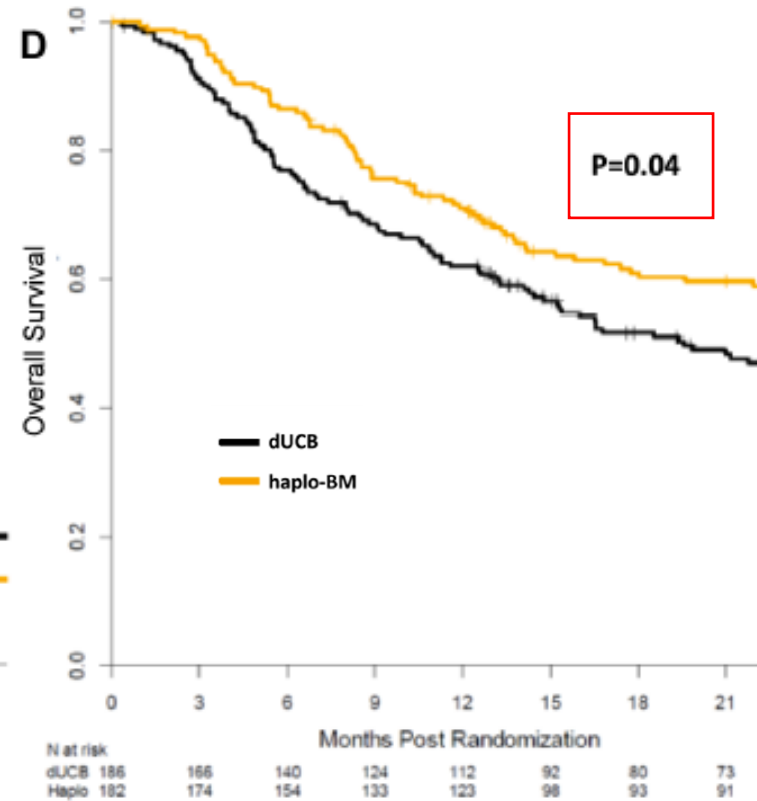 D
P=0.04
Overall Survival
1.0
0.8
0.6
0.4
0.2
0.0
dUCB
haplo-BM
0 3 6 9 12 15 18 21
Months Post Randomization
N at risk
dUCB 186 166 140 124 112 92 80 73
Haplo 182 174 154 133 123 98 93 91